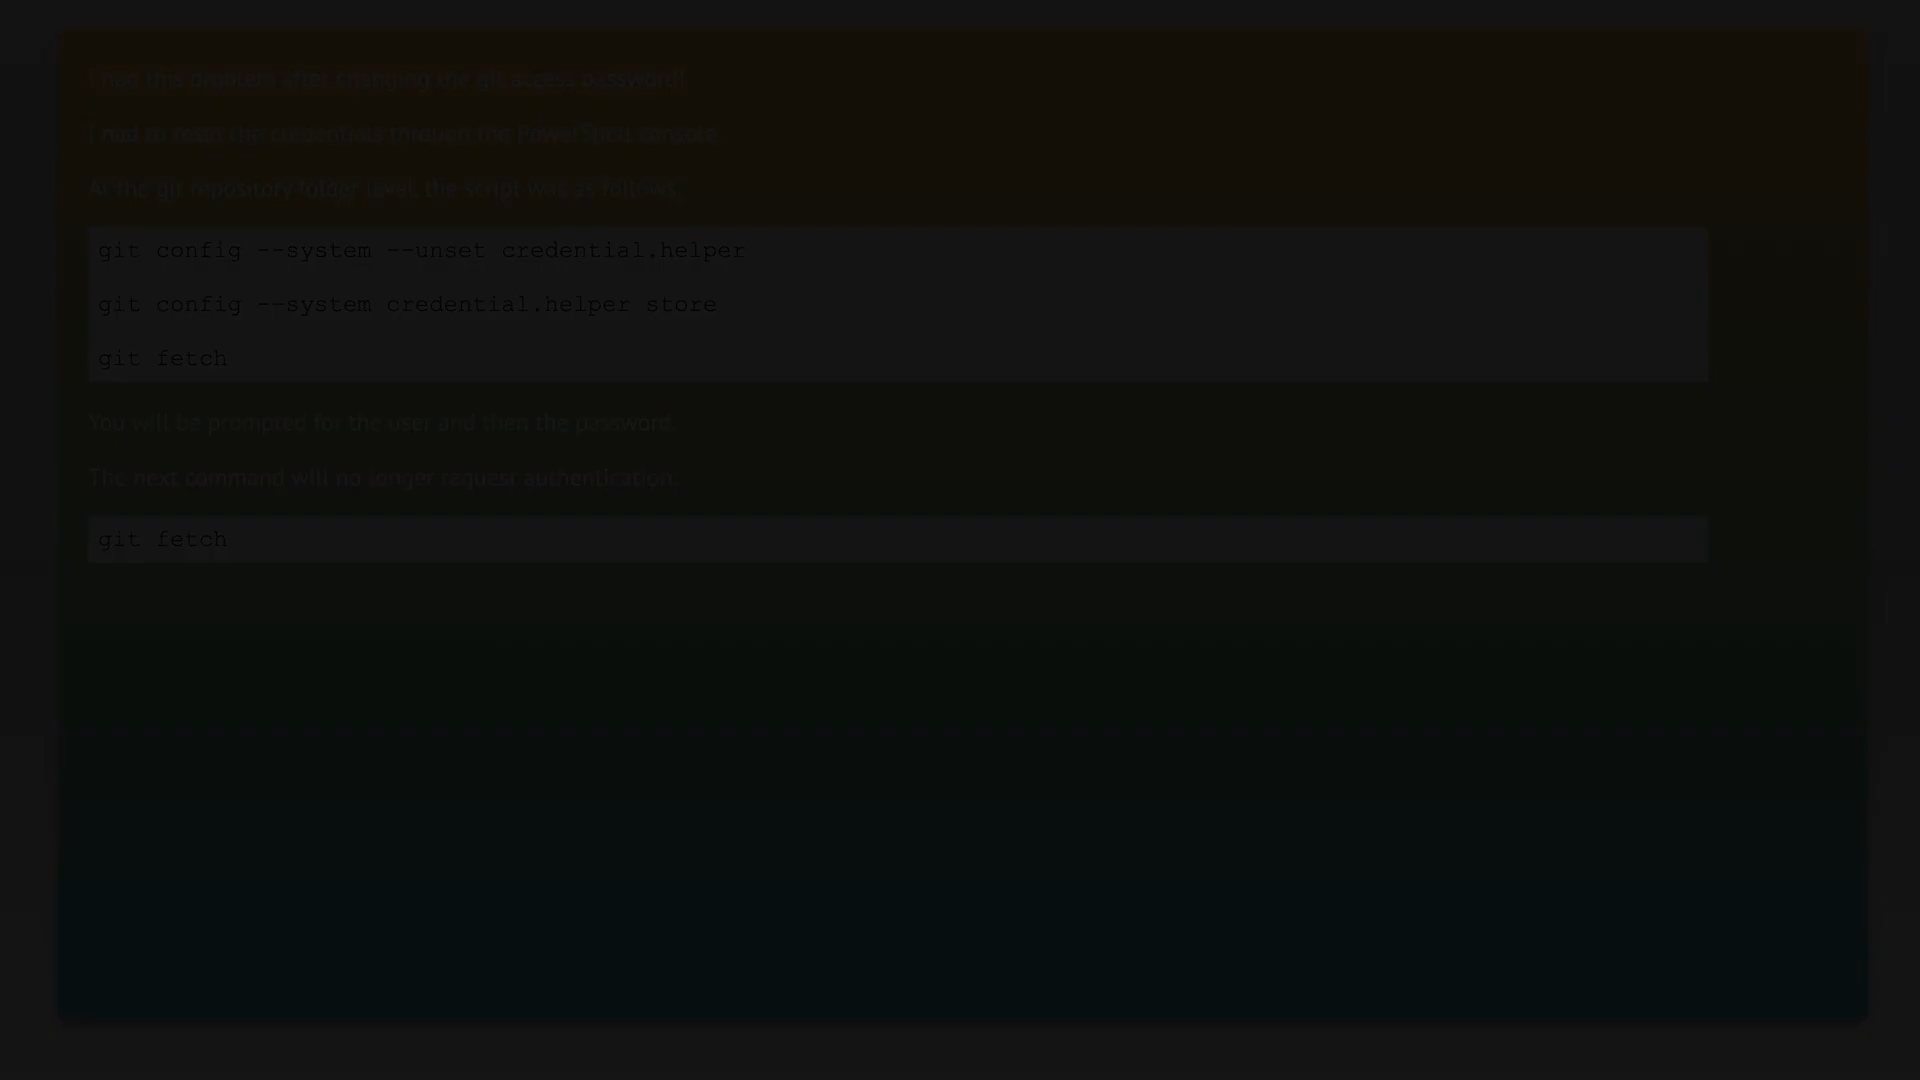 I had this problem after changing the git access password!
I had to reset the credentials through the PowerShell console.
At the git repository folder level, the script was as follows:
git config --system --unset credential.helper
git config --system credential.helper store
git fetch
You will be prompted for the user and then the password.
The next command will no longer request authentication.
git fetch